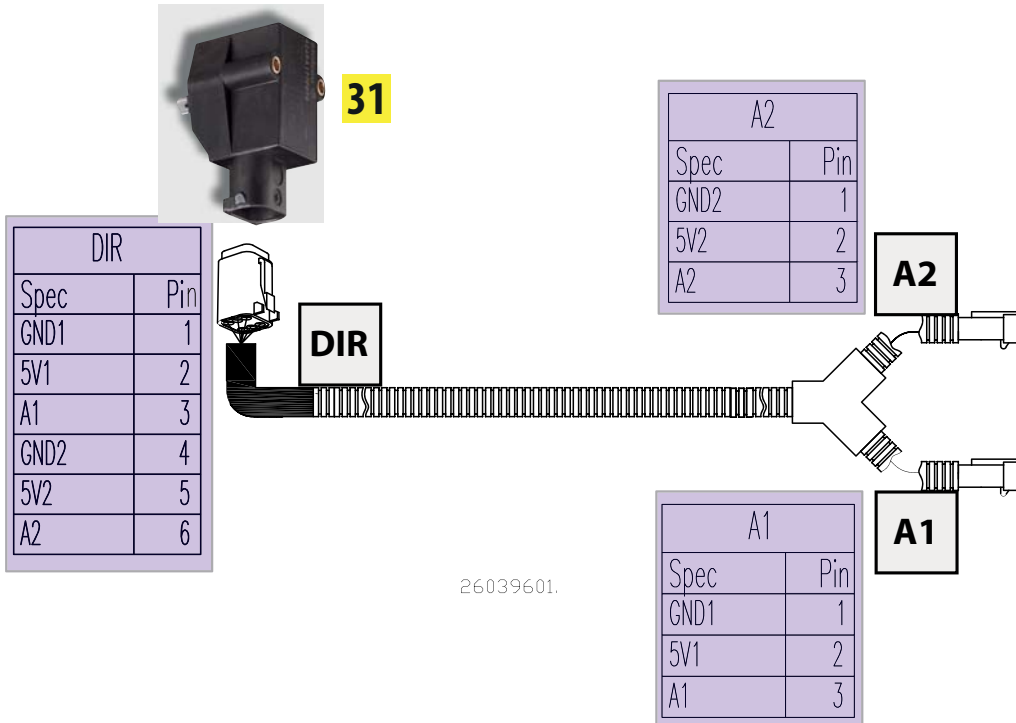 31
A2
Spec Pin
GND2 1
5V2 2
A2 3
DIR
Spec Pin
GND1 1
5V1 2
A1 3
GND2 4
5V2 5
A2 6
DIR
A2
A1
A1
Spec Pin
GND1 1
5V1 2
A1 3
26039601.